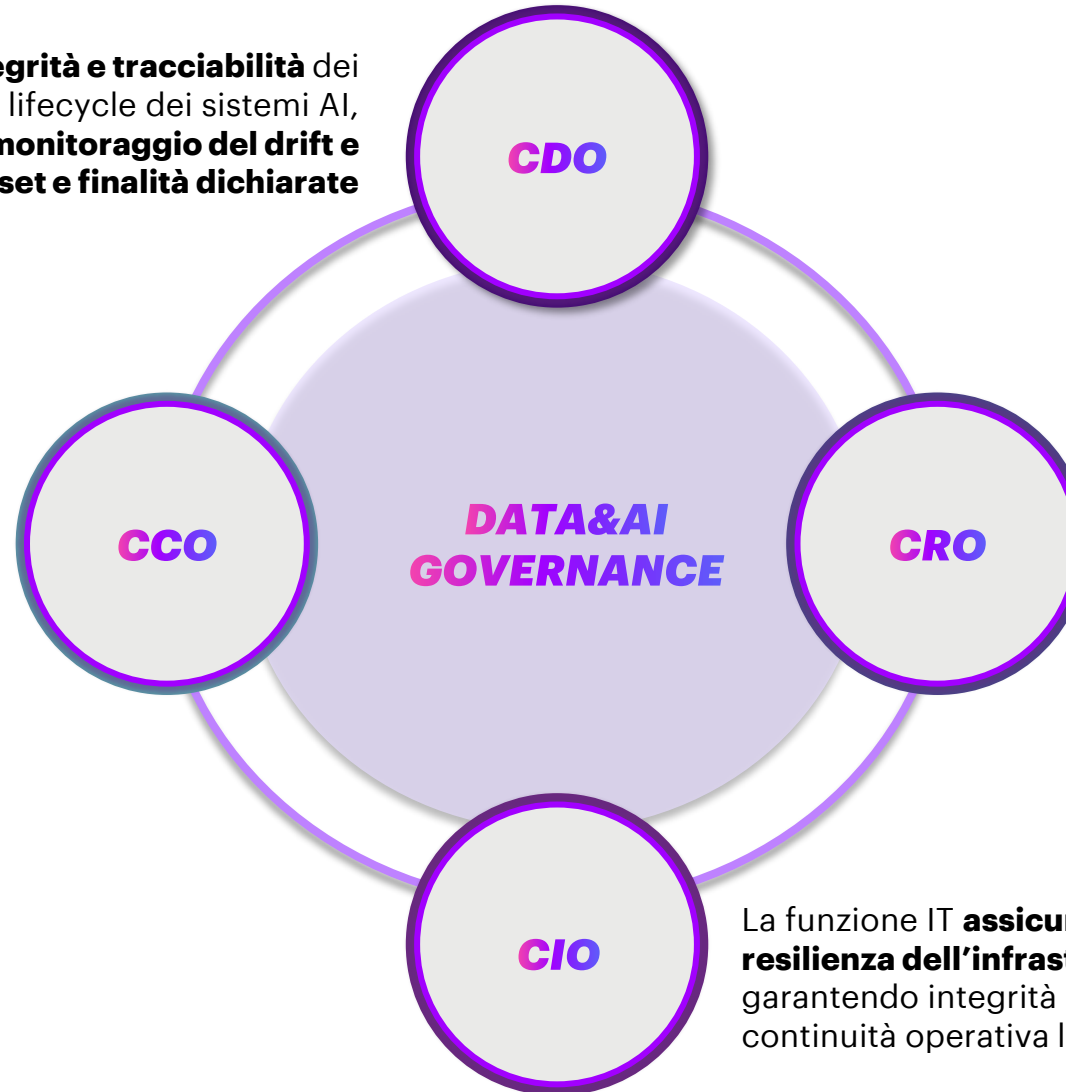 egrità e tracciabilità dei
lifecycle dei sistemi AI,
monitoraggio del drift e
set e finalità dichiarate
CDO
CCO
DATA&AI
GOVERNANCE
CRO
CIO
La funzione IT assicu
resilienza dell’infrast
garantendo integrità
continuità operativa l